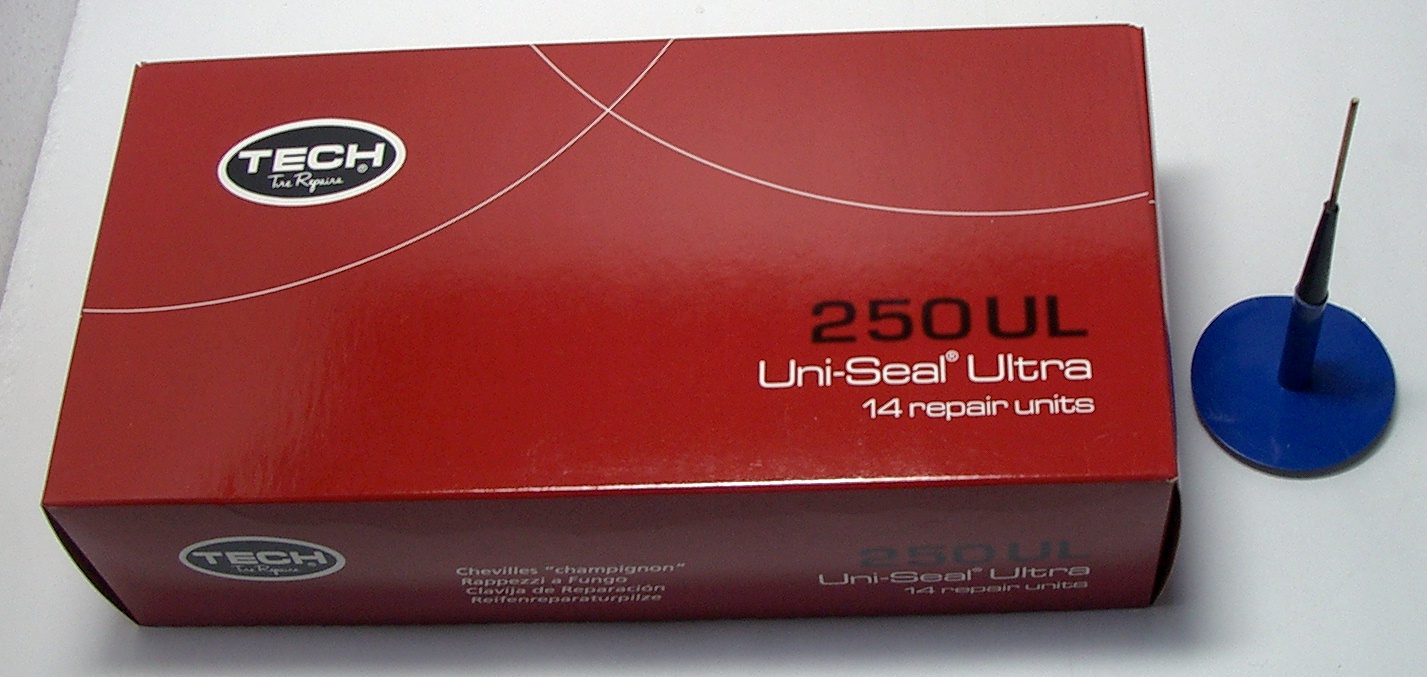 TECH®
Tire Repairs
250UL
Uni-Seal® Ultra
14 repair units
TECH®
Tire Repairs
Chevilles "champignon"
Rappezzi a Fungo
Clavija de Reparación
Reifenreparaturpilze
250UL
Uni-Seal® Ultra
14 repair units